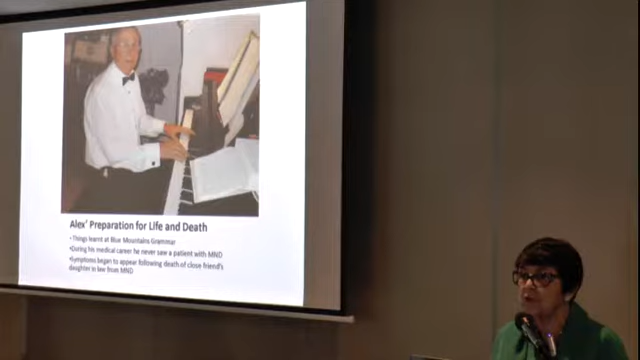 Alex' Preparation for Life and Death
•Things learnt at Blue Mountains Grammar
•During his medical career he never saw a patient with MND
•Symptoms began to appear following death of close friend's
daughter in law from MND